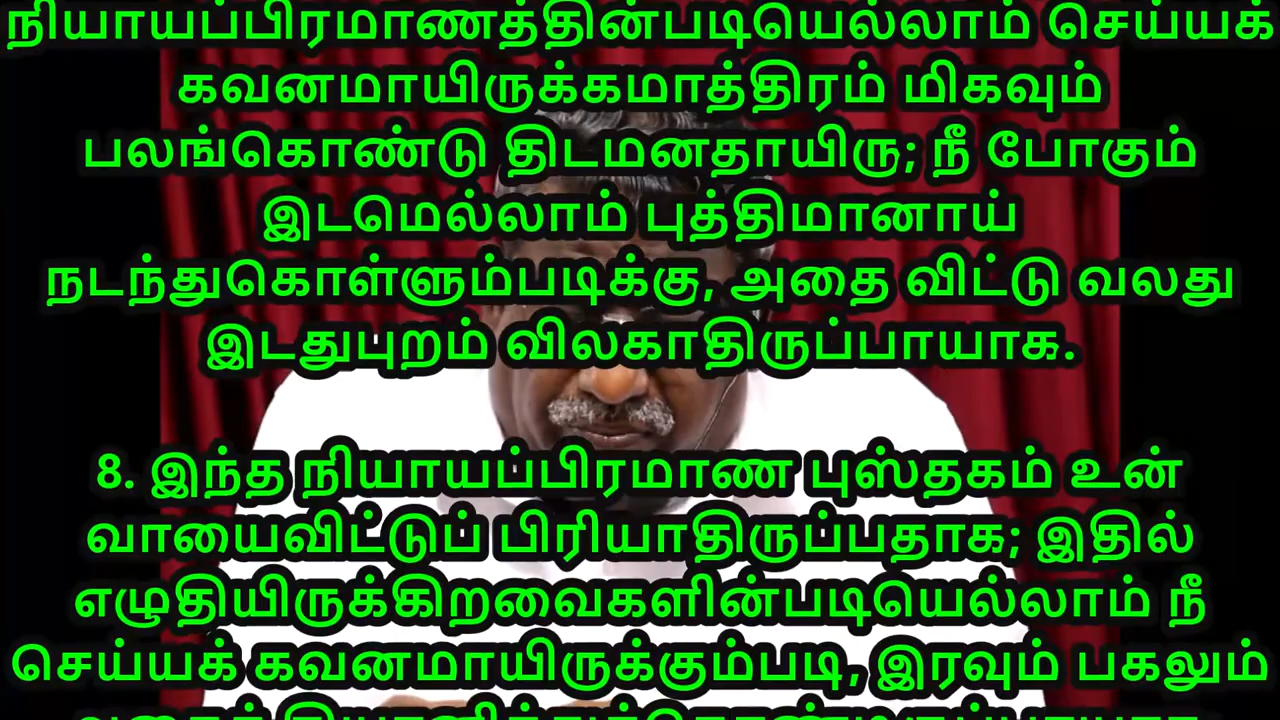 நியாயப்பிரமாணத்தின்படியெல்லாம் செய்யக்
கவனமாயிருக்கமாத்திரம் மிகவும்
பலங்கொண்டு திடமனதாயிரு; நீ போகும்
இடமெல்லாம் புத்திமானாய்
நடந்துகொள்ளும்படிக்கு, அதை விட்டு வலது
இடதுபுறம் விலகாதிருப்பாயாக.
8. இந்த நியாயப்பிரமாண புஸ்தகம் உன்
வாயைவிட்டுப் பிரியாதிருப்பதாக; இதில்
எழுதியிருக்கிறவைகளின்படியெல்லாம் நீ
செய்யக் கவனமாயிருக்கும்படி, இரவும் பகலும்